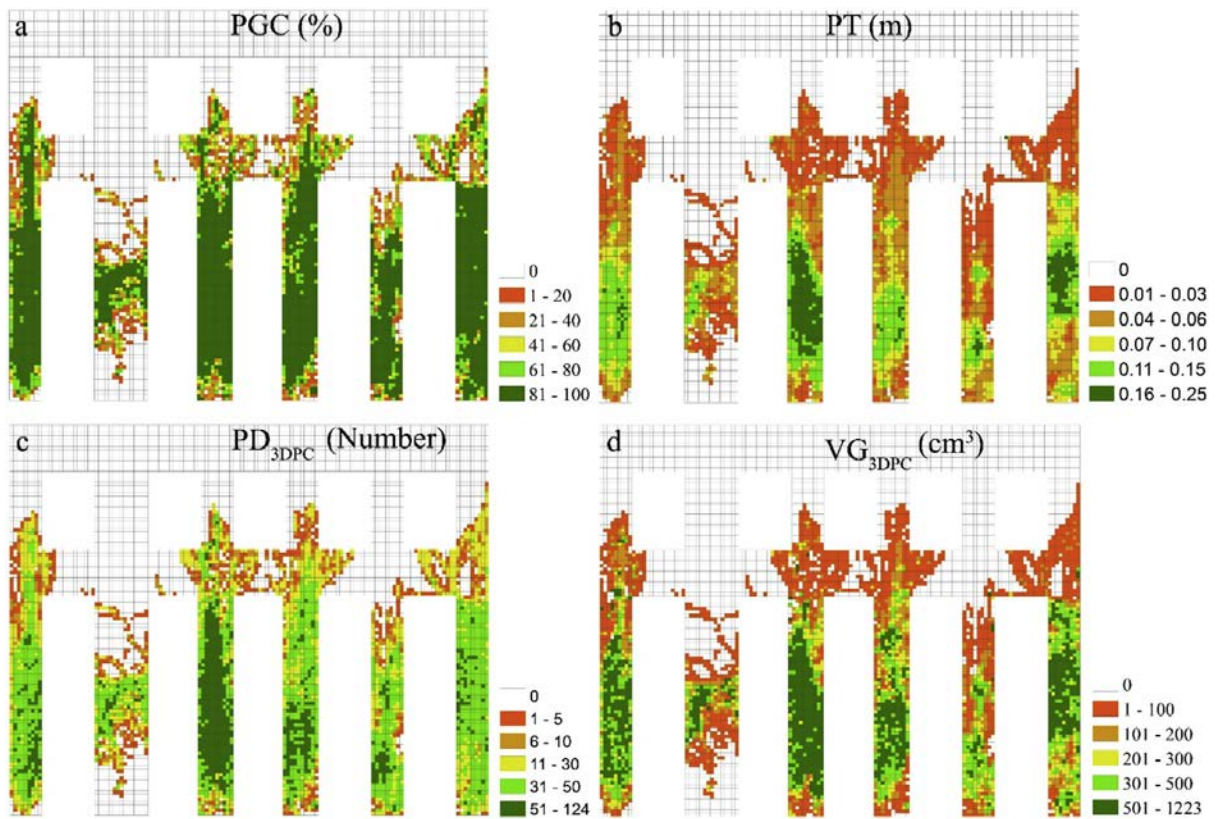 a
PGC (%)
0
1 - 20
21 - 40
41 - 60
61 - 80
81 - 100
b
PT (m)
0
0.01 - 0.03
0.04 - 0.06
0.07 - 0.10
0.11 - 0.15
0.16 - 0.25
c
PD3DPC (Number)
0
1 - 5
6 - 10
11 - 30
31 - 50
51 - 124
d
VG3DPC (cm³)
0
1 - 100
101 - 200
201 - 300
301 - 500
501 - 1223